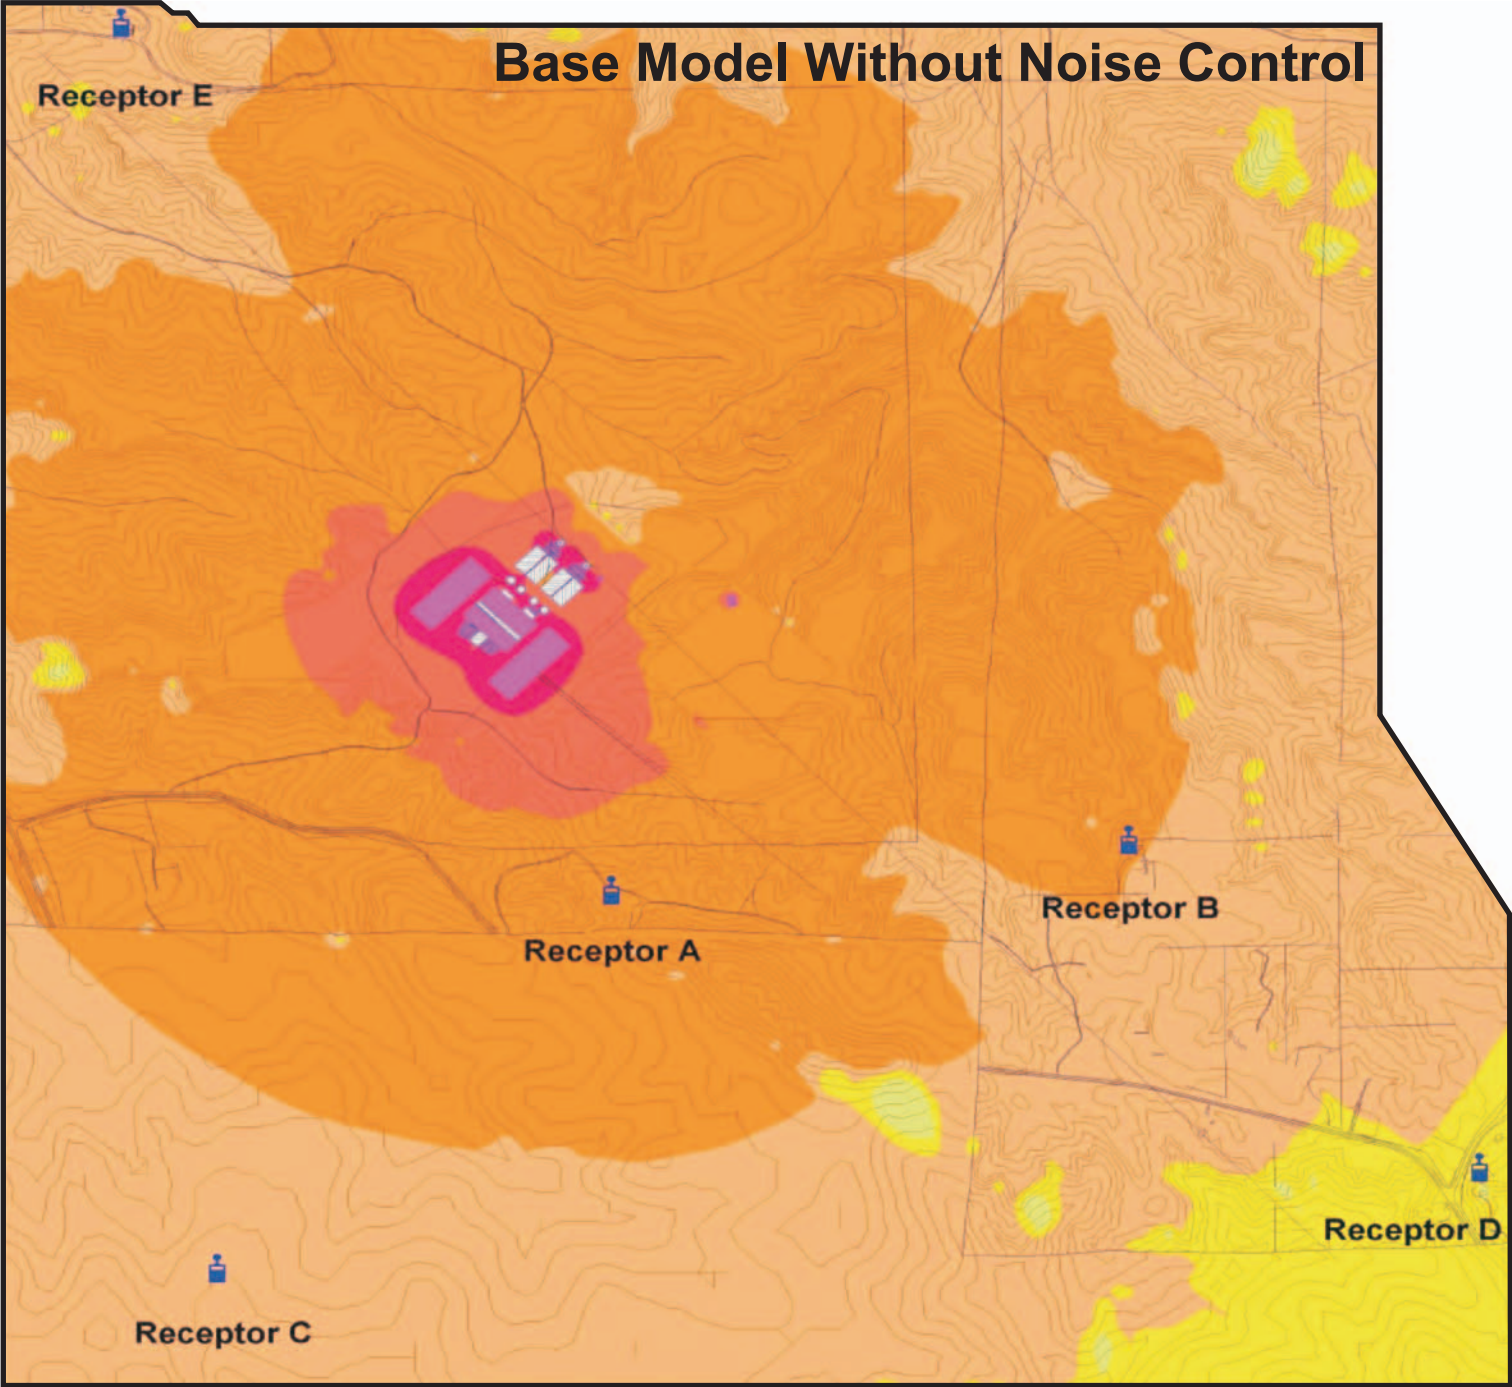 Base Model Without Noise Control
Receptor E
Receptor B
Receptor A
Receptor D
Receptor C